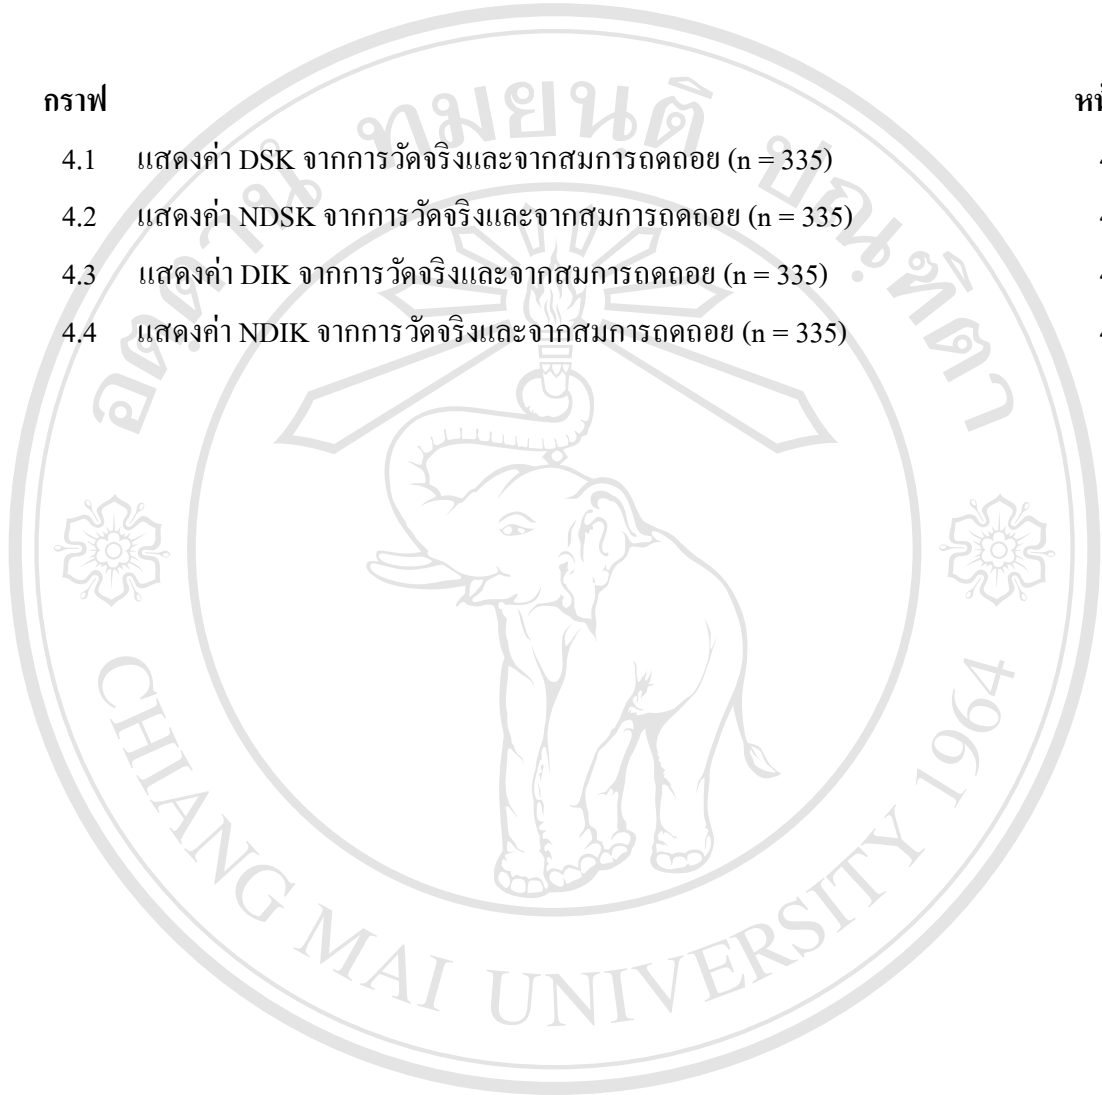 กราฟ
4.1 แสดงค่า DSK จากการวัดจริงและจากสมการถดถอย (n = 335)
4.2 แสดงค่า NDSK จากการวัดจริงและจากสมการถดถอย (n = 335)
4.3 แสดงค่า DIK จากการวัดจริงและจากสมการถดถอย (n = 335)
4.4 แสดงค่า NDIK จากการวัดจริงและจากสมการถดถอย (n = 335)
CHIANG MAI UNIVERSITY 1964